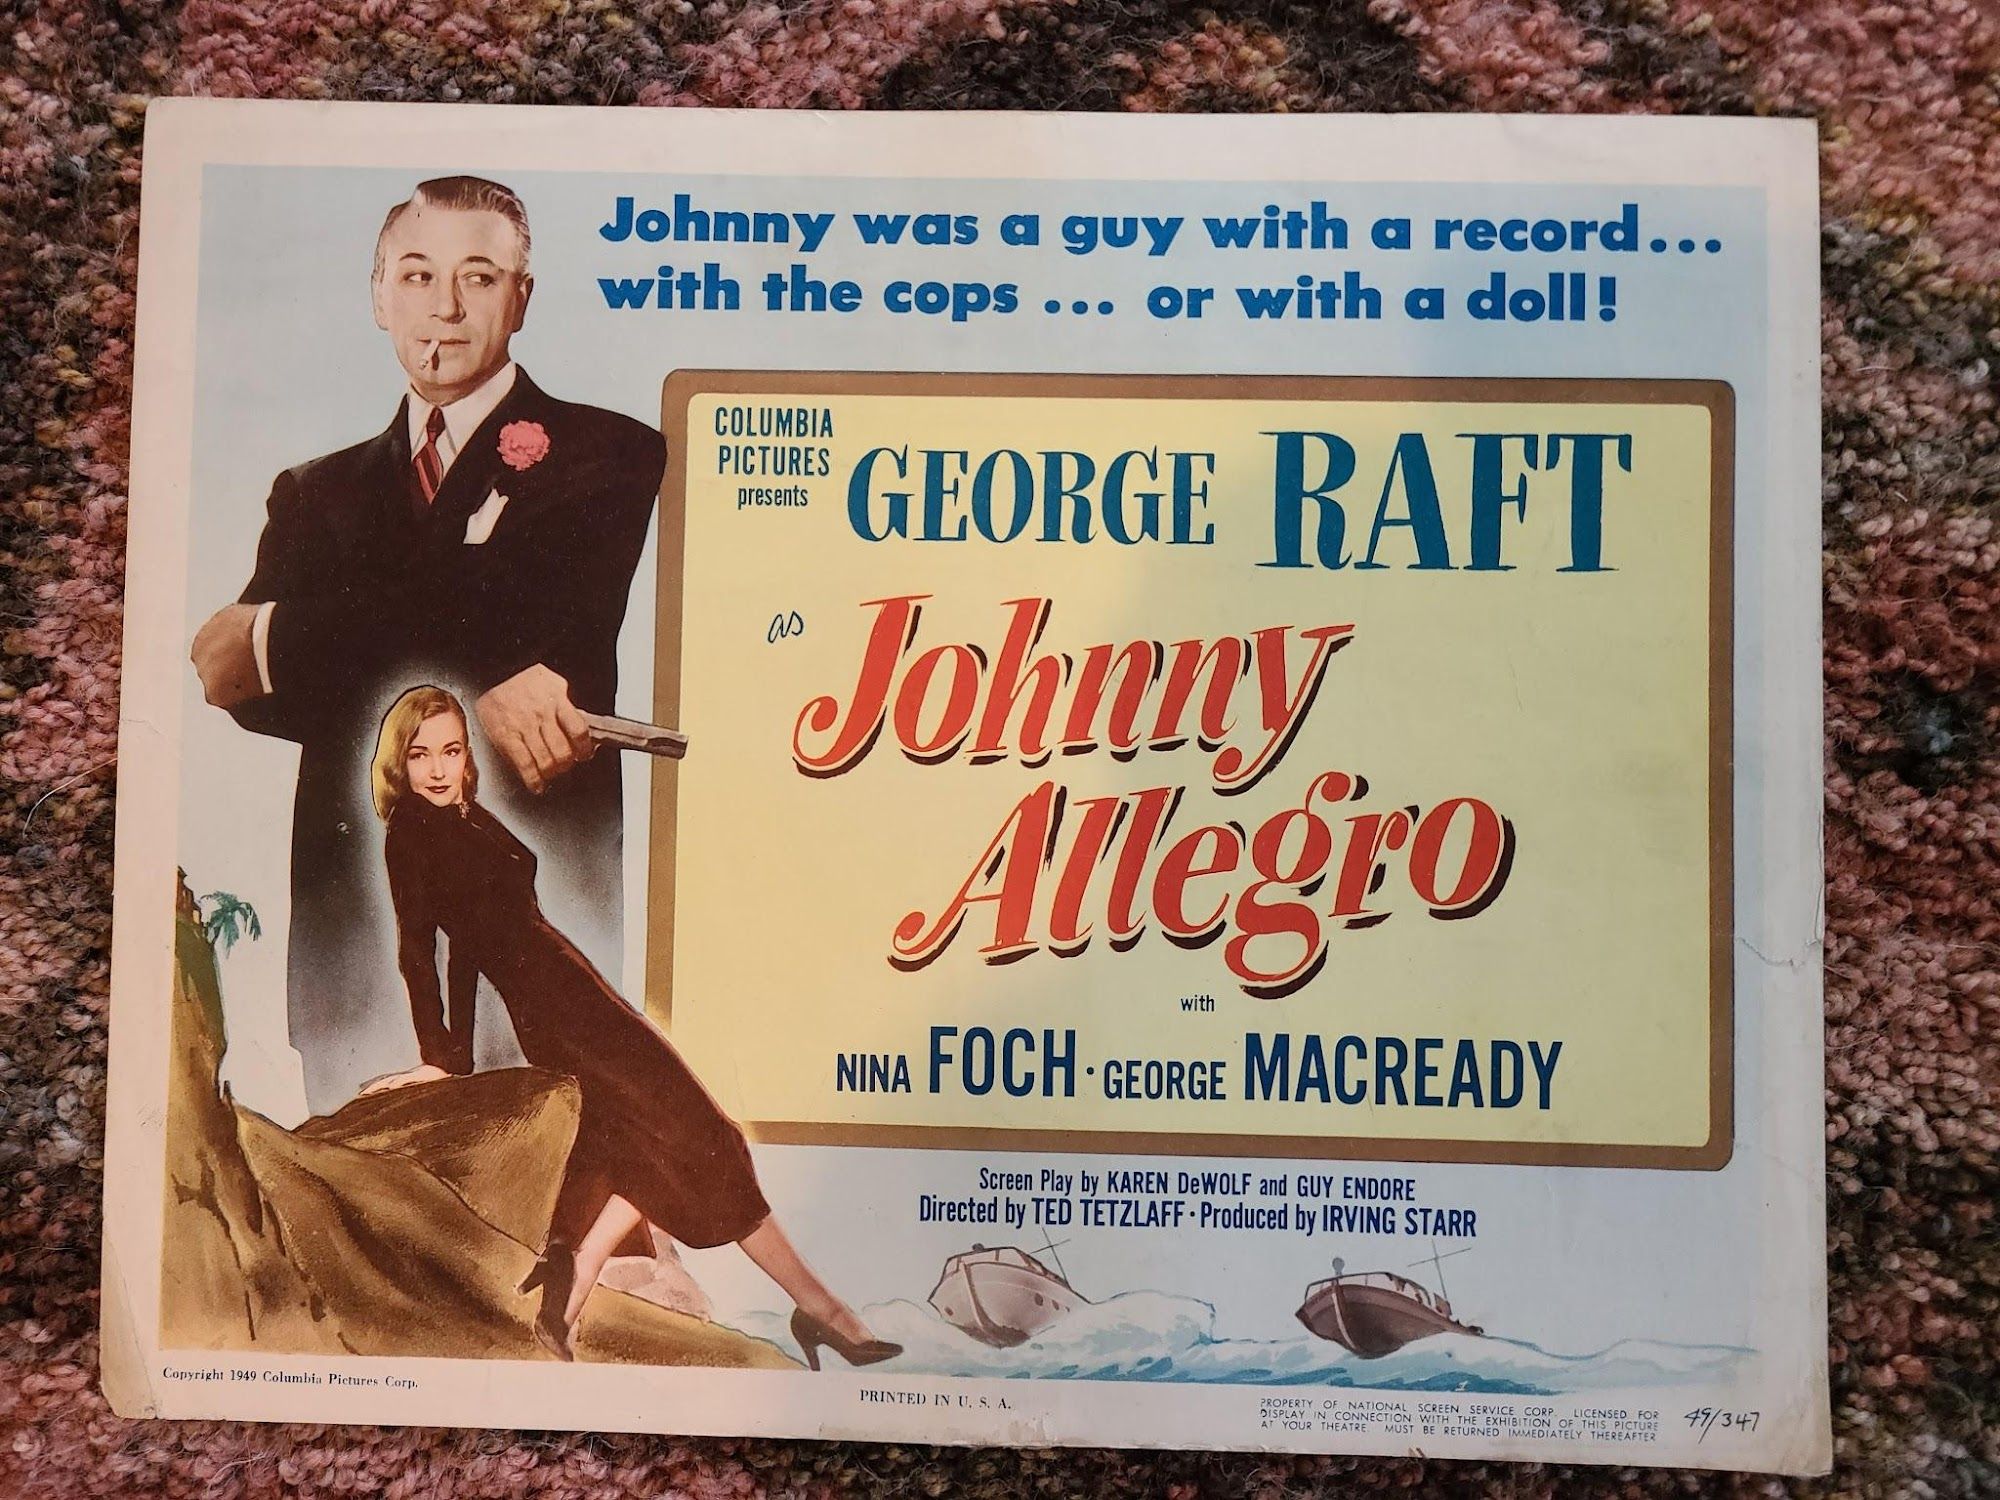 Johnny was a guy with a record...
with the cops ... or with a doll!
COLUMBIA
PICTURES
presents
GEORGE RAFT
as
Johnny
Allegro
with
NINA FOCH · GEORGE MACREADY
Screen Play by KAREN DeWOLF and GUY ENDORE
Directed by TED TETZLAFF · Produced by IRVING STARR
Copyright 1949 Columbia Pictures Corp.
PRINTED IN U. S. A.
PROPERTY OF NATIONAL SCREEN SERVICE CORP. LICENSED FOR
DISPLAY IN CONNECTION WITH THE EXHIBITION OF THIS PICTURE
AT YOUR THEATRE. MUST BE RETURNED IMMEDIATELY THEREAFTER
49/347